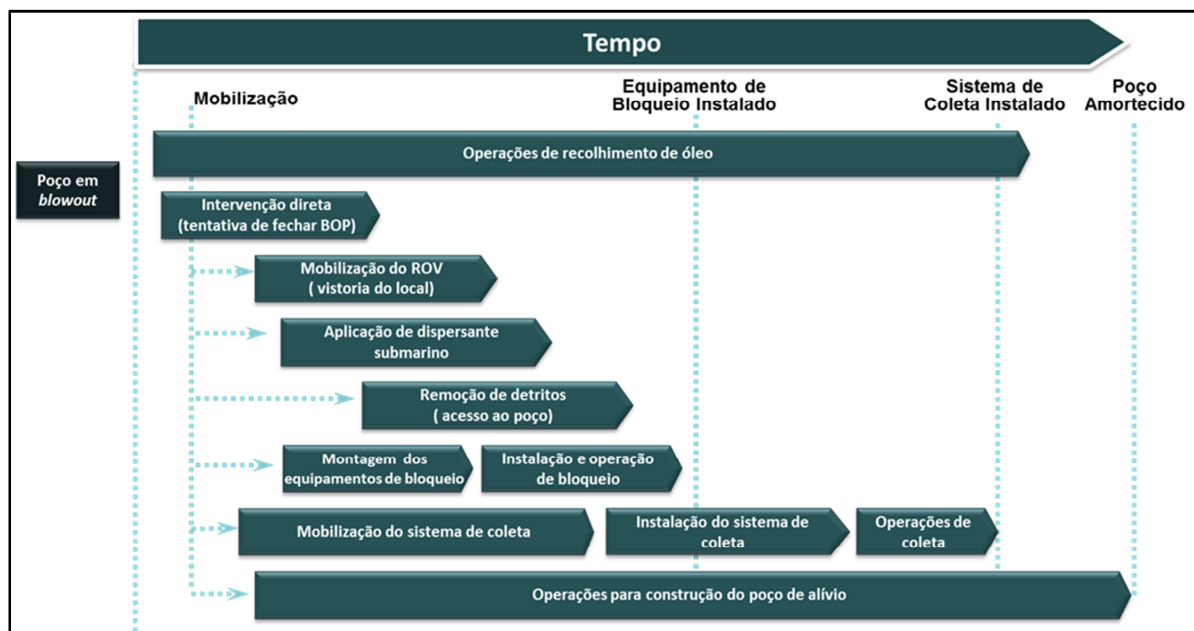 Tempo
Mobilização
Equipamento de
Bloqueio Instalado
Sistema de
Coleta Instalado
Poço
Amortecido
Operações de recolhimento de óleo
Poço em
blowout
Intervenção direta
(tentativa de fechar BOP)
Mobilização do ROV
( vistoria do local)
Aplicação de dispersante
submarino
Remoção de detritos
( acesso ao poço)
Montagem dos
equipamentos de bloqueio
Instalação e operação
de bloqueio
Mobilização do sistema de coleta
Instalação do sistema de
coleta
Operações de
coleta
Operações para construção do poço de alívio